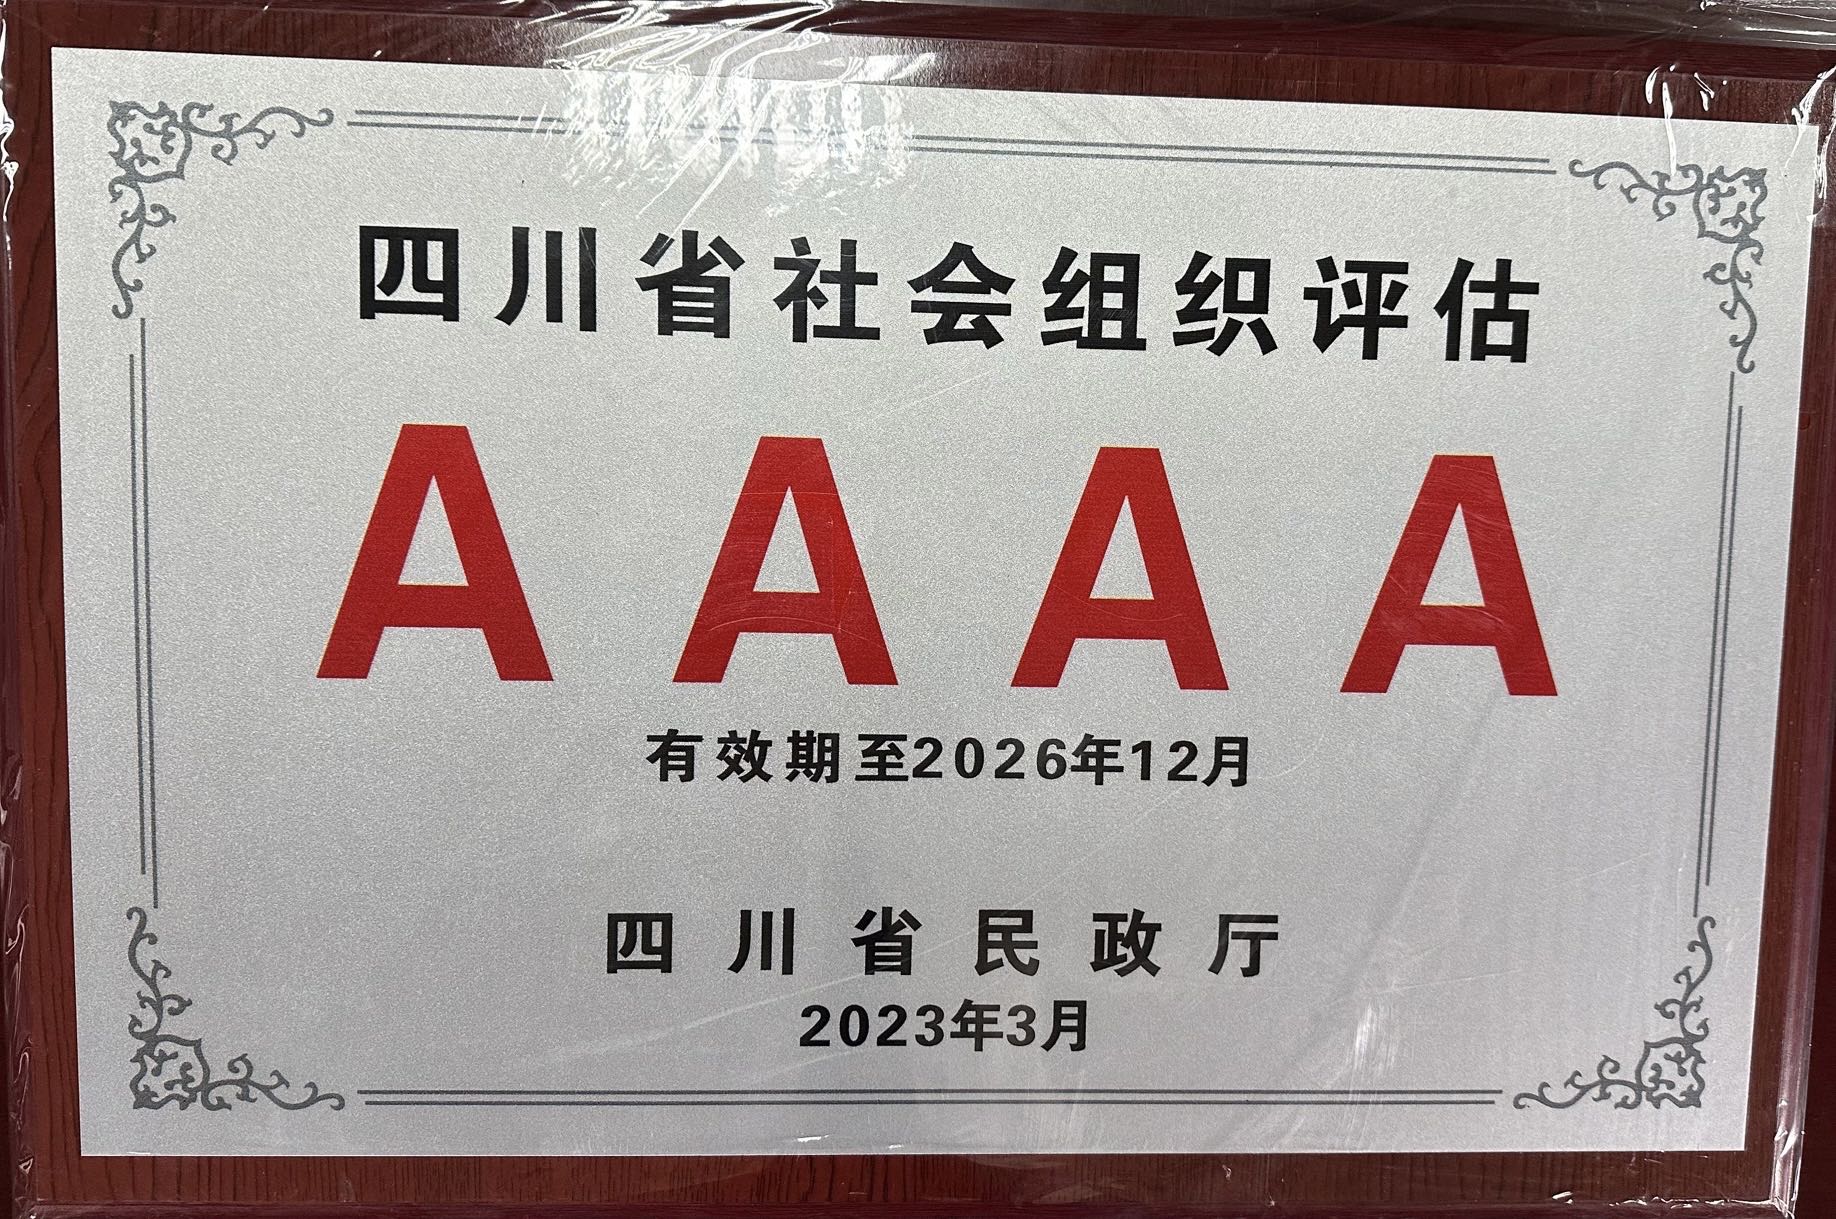 四川省社会组织评估
AAAA
有效期至2026年12月
四川省民政厅
2023年3月